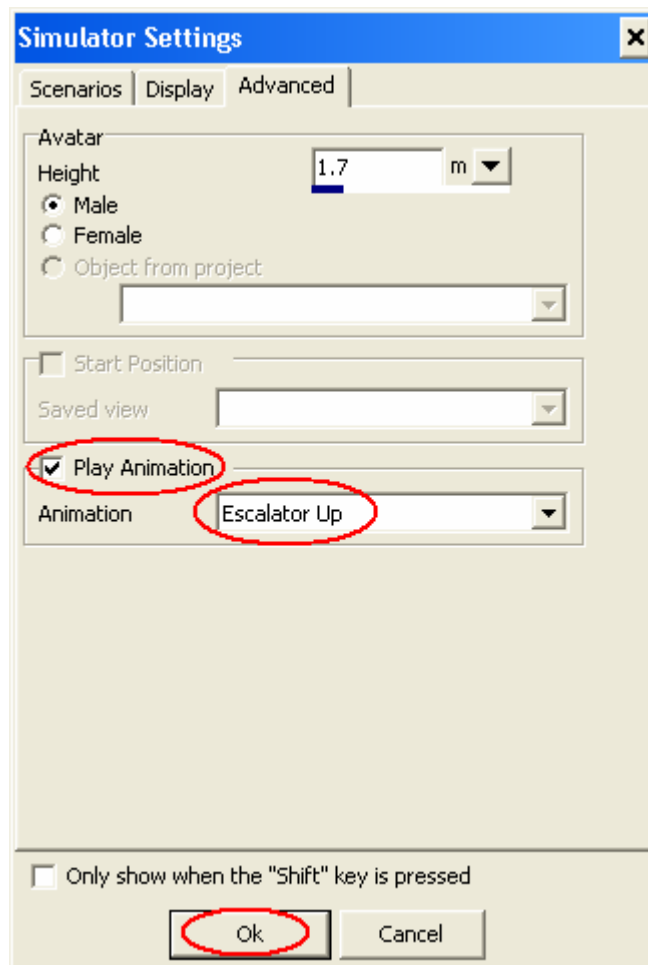 Simulator Settings
Scenarios Display Advanced
Avatar
Height 1.7 m
Male
Female
Object from project
Start Position
Saved view
Play Animation
Animation Escalator Up
Only show when the "Shift" key is pressed
Ok Cancel